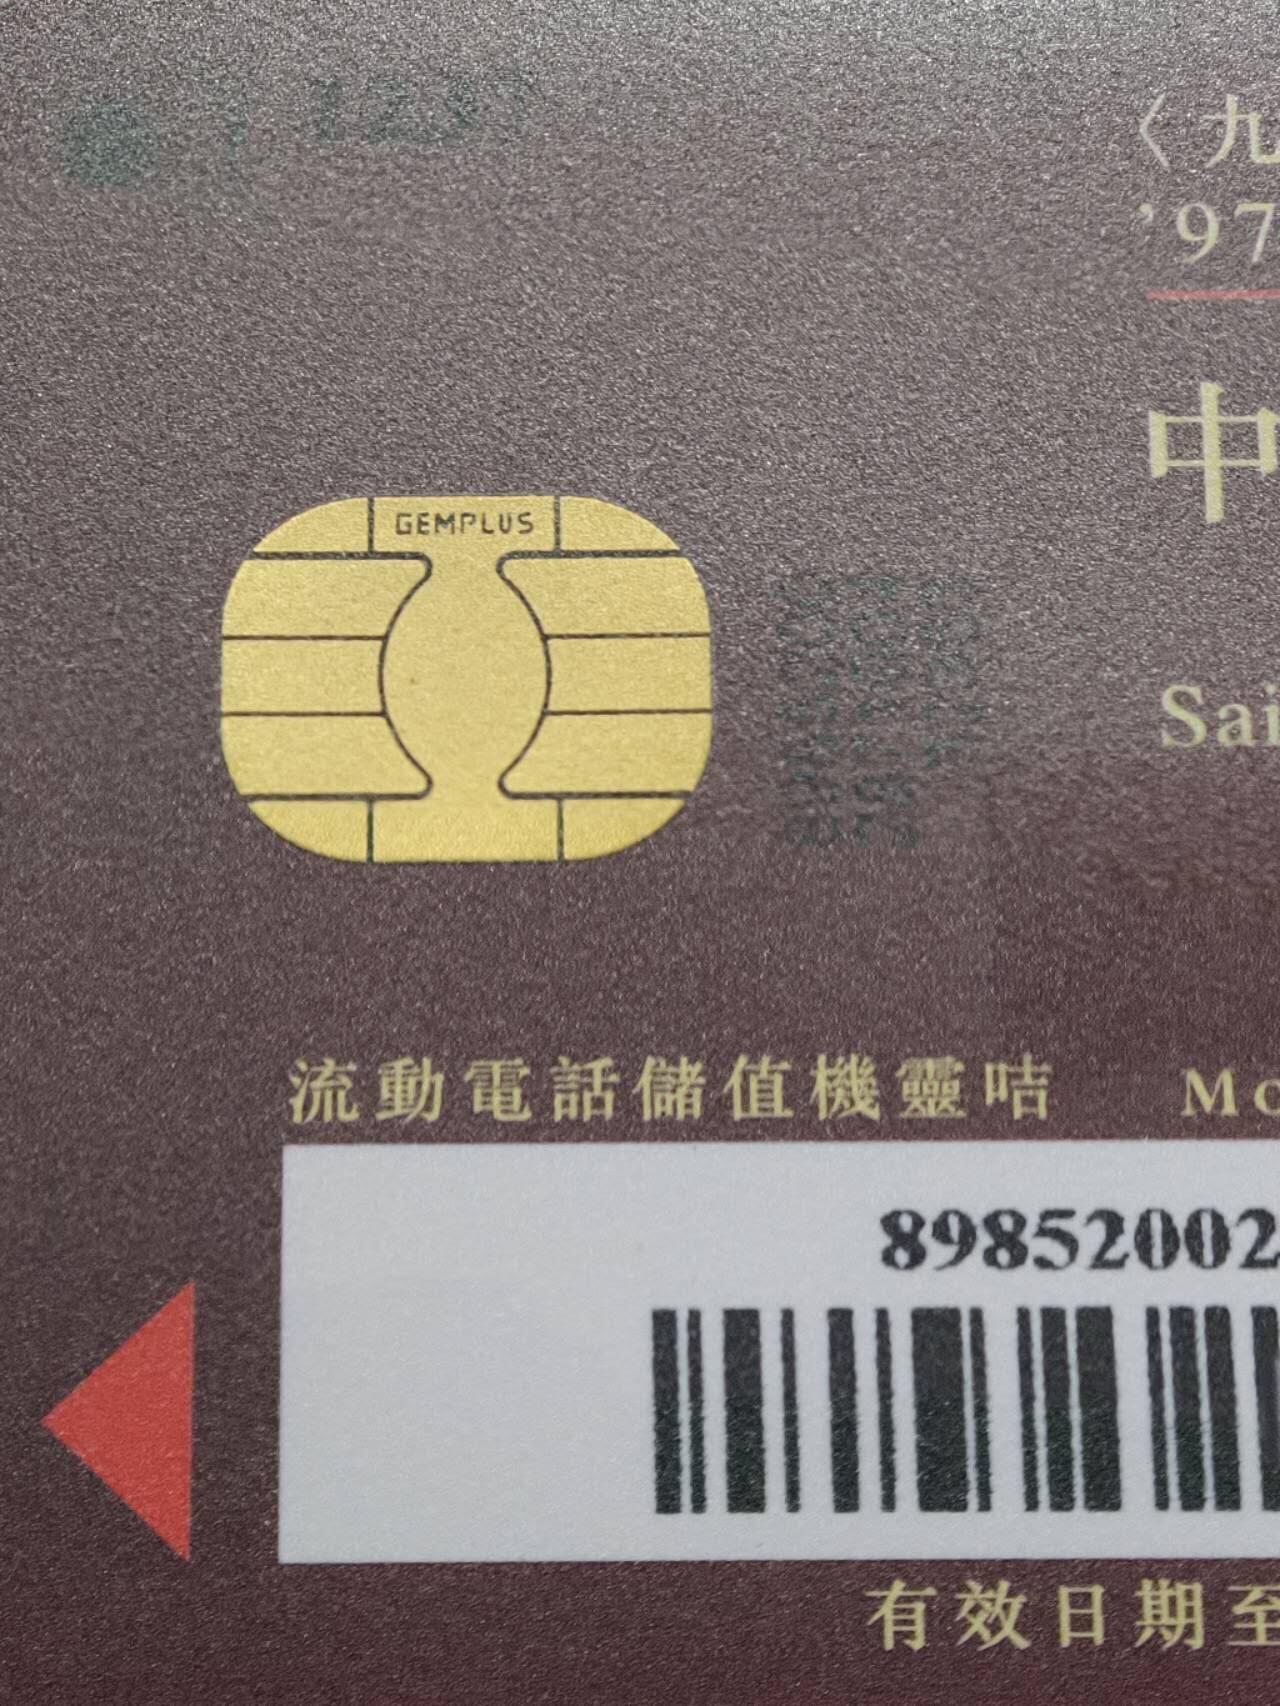 〈九
’97
中
GEMPLUS
Sai
流動電話儲值機靈咭 Mo
89852002
有效日期至